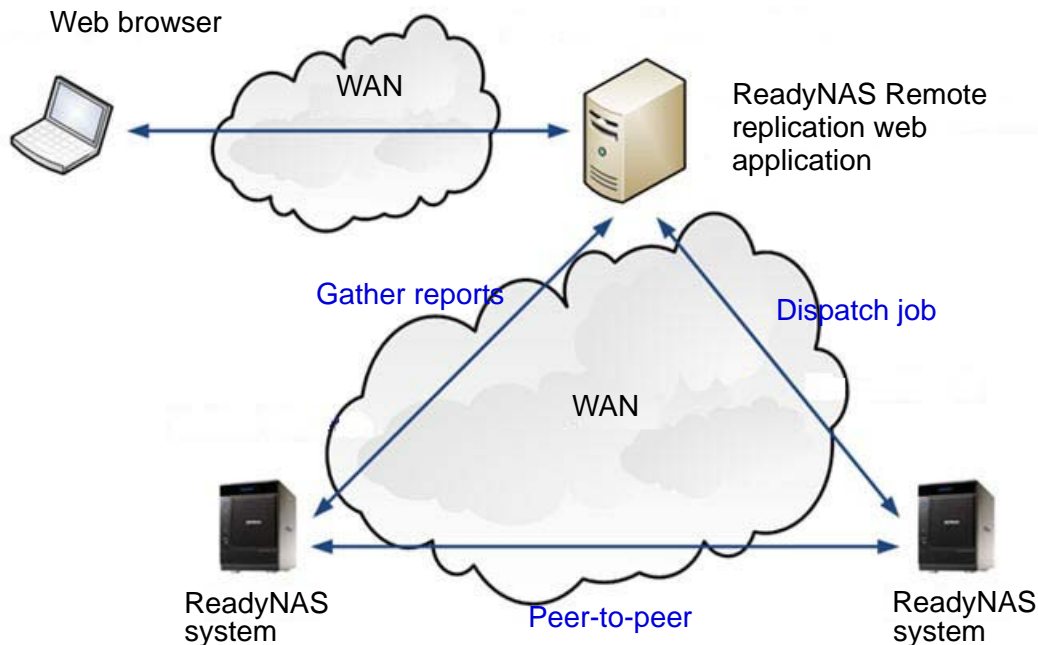 Web browser
WAN
ReadyNAS Remote
replication web
application
Gather reports
Dispatch job
WAN
ReadyNAS
system
Peer-to-peer
ReadyNAS
system